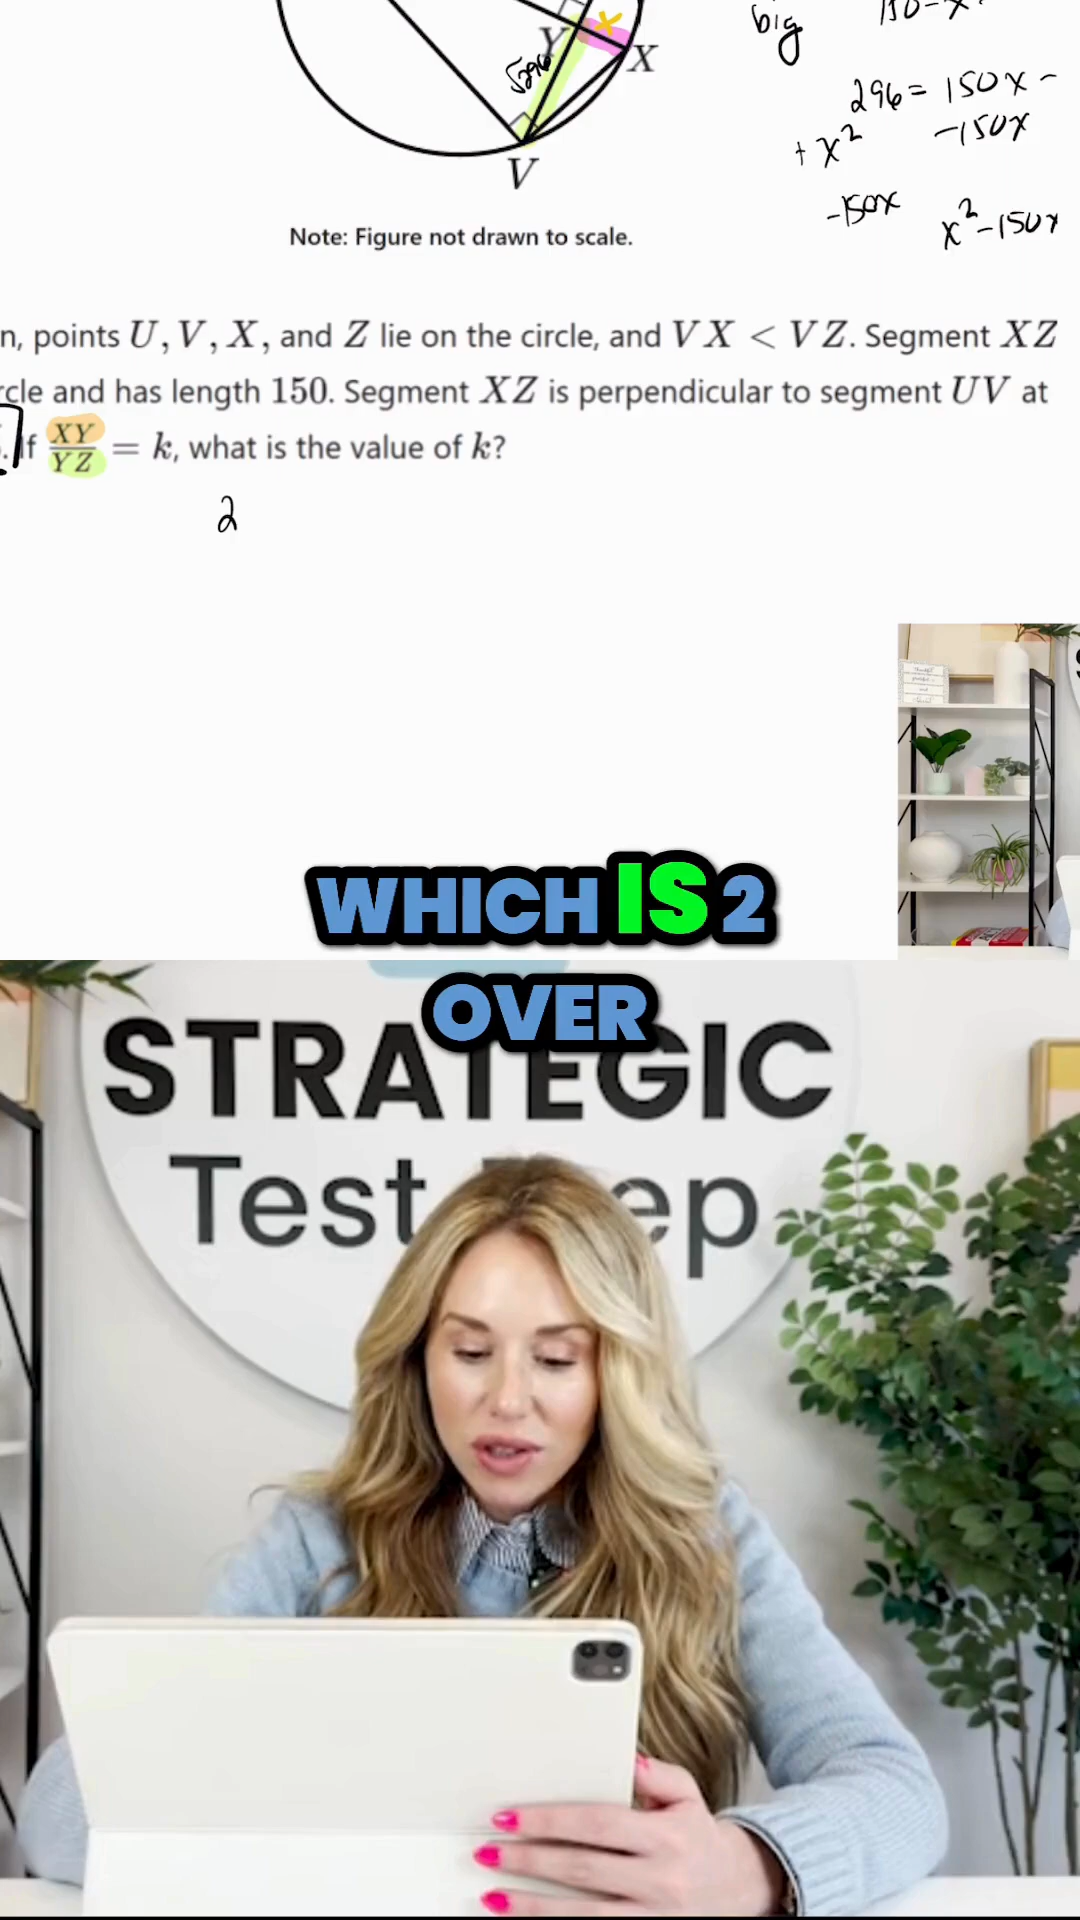 big
150-x
Y
X
√296
296 = 150x -
+ x² -150x
V
-150x
x²-150x
Note: Figure not drawn to scale.
n, points U, V, X, and Z lie on the circle, and VX < VZ. Segment XZ
rcle and has length 150. Segment XZ is perpendicular to segment UV at
. If XY/YZ = k, what is the value of k?
2
WHICH IS 2
OVER
STRATEGIC
Test ep